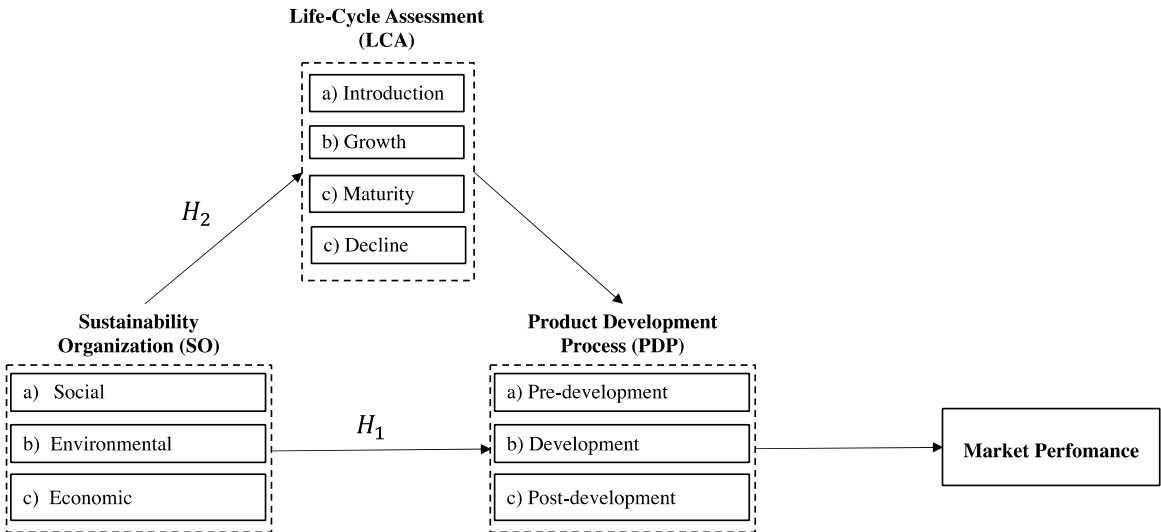 Life-Cycle Assessment
(LCA)
a) Introduction
b) Growth
c) Maturity
c) Decline
H₂
Sustainability
Organization (SO)
a) Social
b) Environmental
c) Economic
H₁
Product Development
Process (PDP)
a) Pre-development
b) Development
c) Post-development
Market Perfomance